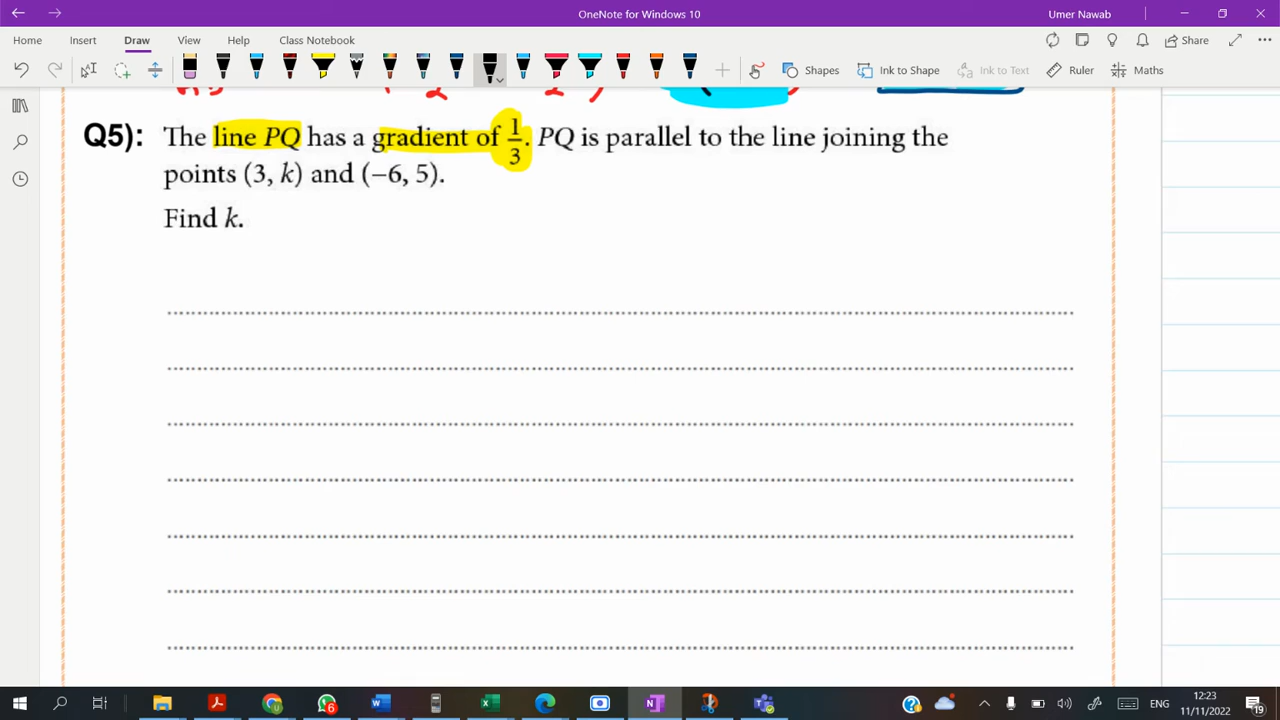 OneNote for Windows 10
Umer Nawab
Home Insert Draw View Help Class Notebook
Share
Shapes Ink to Shape Ink to Text Ruler Maths
Q5): The line PQ has a gradient of 1/3. PQ is parallel to the line joining the
points (3, k) and (−6, 5).
Find k.
6
ENG
12:23
11/11/2022
19